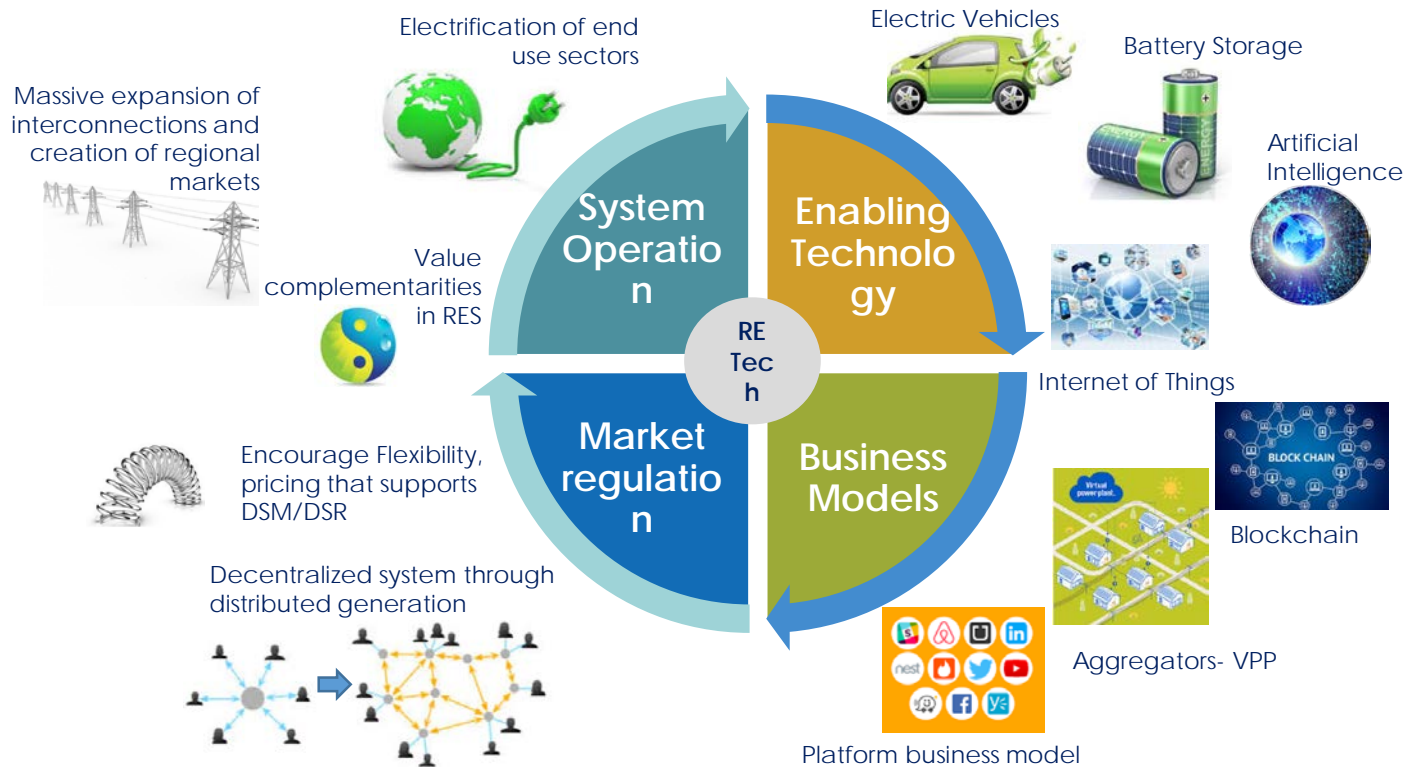 Electrification of end
use sectors
Electric Vehicles
Battery Storage
Massive expansion of
interconnections and
creation of regional
markets
Artificial
Intelligence
ENERGY
System
Operatio
n
Enabling
Technolo
gy
Value
complementarities
in RES
RE
Tec
h
Internet of Things
Market
regulatio
n
Business
Models
Encourage Flexibility,
pricing that supports
DSM/DSR
BLOCK CHAIN
Virtual
power plant.
Blockchain
Decentralized system through
distributed generation
Aggregators- VPP
nest
Platform business model